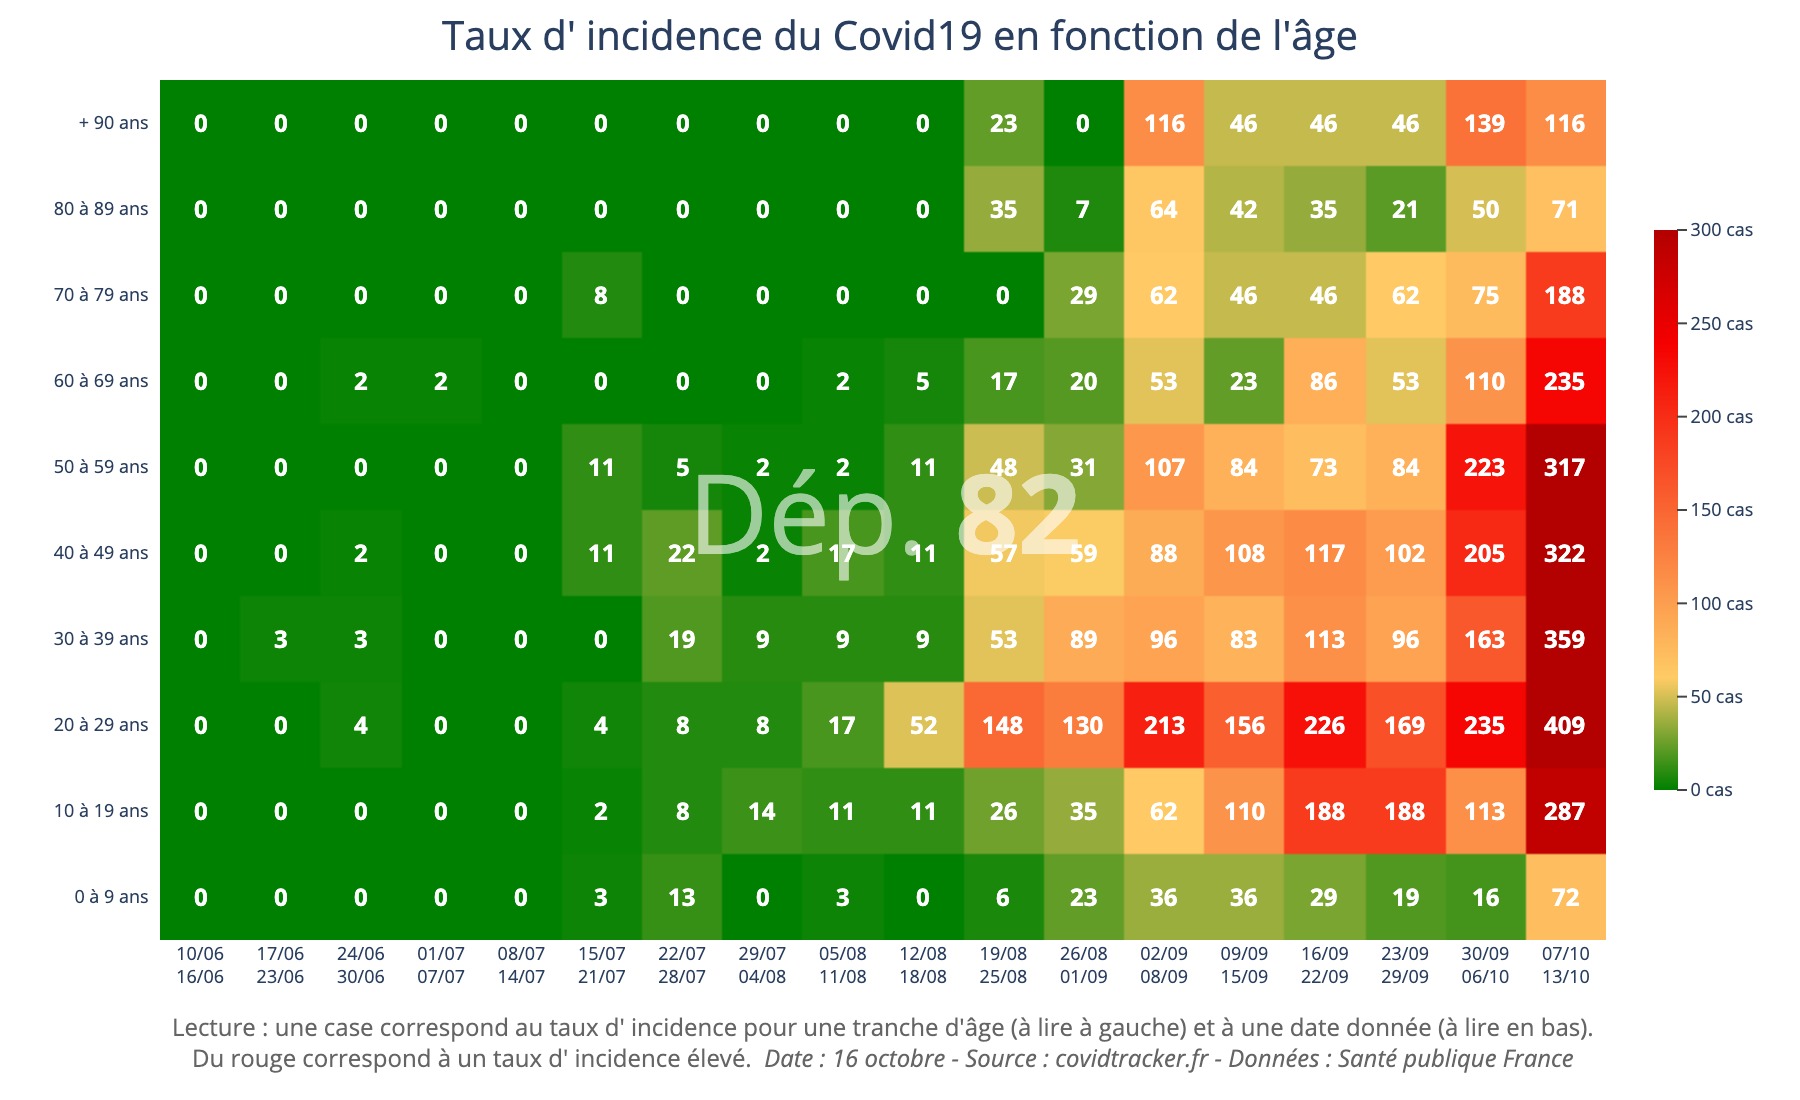 Taux d' incidence du Covid19 en fonction de l'âge
+ 90 ans 0 0 0 0 0 0 0 0 0 0 23 0 116 46 46 46 139 116
80 à 89 ans 0 0 0 0 0 0 0 0 0 0 35 7 64 42 35 21 50 71
70 à 79 ans 0 0 0 0 0 8 0 0 0 0 0 29 62 46 46 62 75 188
60 à 69 ans 0 0 2 2 0 0 0 0 2 5 17 20 53 23 86 53 110 235
50 à 59 ans 0 0 0 0 0 11 5 2 2 11 48 31 107 84 73 84 223 317
Dép. 82
40 à 49 ans 0 0 2 0 0 11 22 2 17 11 57 59 88 108 117 102 205 322
30 à 39 ans 0 3 3 0 0 0 19 9 9 9 53 89 96 83 113 96 163 359
20 à 29 ans 0 0 4 0 0 4 8 8 17 52 148 130 213 156 226 169 235 409
10 à 19 ans 0 0 0 0 0 2 8 14 11 11 26 35 62 110 188 188 113 287
0 à 9 ans 0 0 0 0 0 3 13 0 3 0 6 23 36 36 29 19 16 72
10/06 17/06 24/06 01/07 08/07 15/07 22/07 29/07 05/08 12/08 19/08 26/08 02/09 09/09 16/09 23/09 30/09 07/10
16/06 23/06 30/06 07/07 14/07 21/07 28/07 04/08 11/08 18/08 25/08 01/09 08/09 15/09 22/09 29/09 06/10 13/10
300 cas
250 cas
200 cas
150 cas
100 cas
50 cas
0 cas
Lecture : une case correspond au taux d' incidence pour une tranche d'âge (à lire à gauche) et à une date donnée (à lire en bas).
Du rouge correspond à un taux d' incidence élevé. Date : 16 octobre - Source : covidtracker.fr - Données : Santé publique France